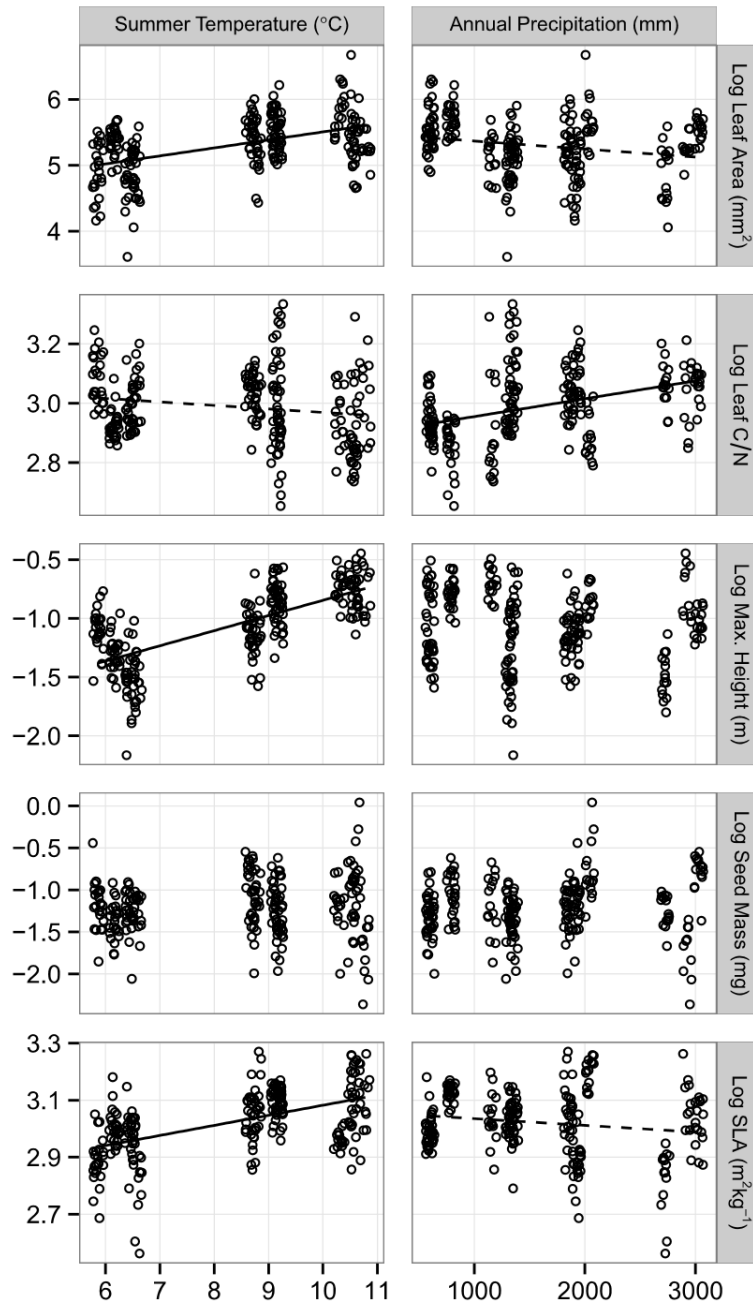 Summer Temperature (°C) Annual Precipitation (mm)
6
5
4
Log Leaf Area (mm²)
3.2
3.0
2.8
Log Leaf C/N
−0.5
−1.0
−1.5
−2.0
Log Max. Height (m)
0.0
−0.5
−1.0
−1.5
−2.0
Log Seed Mass (mg)
3.3
3.1
2.9
2.7
Log SLA (m²kg⁻¹)
6 7 8 9 10 11 1000 2000 3000